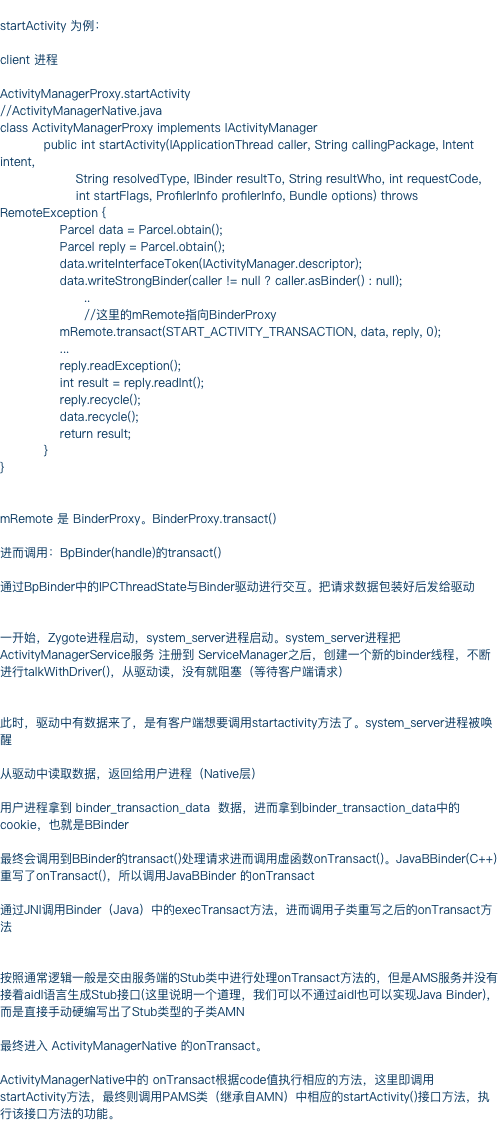 startActivity 为例：
client 进程
ActivityManagerProxy.startActivity
//ActivityManagerNative.java
class ActivityManagerProxy implements IActivityManager
public int startActivity(IApplicationThread caller, String callingPackage, Intent
intent,
String resolvedType, IBinder resultTo, String resultWho, int requestCode,
int startFlags, ProfilerInfo profilerInfo, Bundle options) throws
RemoteException {
Parcel data = Parcel.obtain();
Parcel reply = Parcel.obtain();
data.writeInterfaceToken(IActivityManager.descriptor);
data.writeStrongBinder(caller != null ? caller.asBinder() : null);
..
//这里的mRemote指向BinderProxy
mRemote.transact(START_ACTIVITY_TRANSACTION, data, reply, 0);
...
reply.readException();
int result = reply.readInt();
reply.recycle();
data.recycle();
return result;
}
}
mRemote 是 BinderProxy。BinderProxy.transact()
进而调用：BpBinder(handle)的transact()
通过BpBinder中的IPCThreadState与Binder驱动进行交互。把请求数据包装好后发给驱动
一开始，Zygote进程启动，system_server进程启动。system_server进程把
ActivityManagerService服务 注册到 ServiceManager之后，创建一个新的binder线程，不断
进行talkWithDriver()，从驱动读，没有就阻塞（等待客户端请求）
此时，驱动中有数据来了，是有客户端想要调用startactivity方法了。system_server进程被唤
醒
从驱动中读取数据，返回给用户进程（Native层）
用户进程拿到 binder_transaction_data  数据，进而拿到binder_transaction_data中的
cookie，也就是BBinder
最终会调用到BBinder的transact()处理请求进而调用虚函数onTransact()。JavaBBinder(C++)
重写了onTransact()，所以调用JavaBBinder 的onTransact
通过JNI调用Binder（Java）中的execTransact方法，进而调用子类重写之后的onTransact方
法
按照通常逻辑一般是交由服务端的Stub类中进行处理onTransact方法的，但是AMS服务并没有
接着aidl语言生成Stub接口(这里说明一个道理，我们可以不通过aidl也可以实现Java Binder)，
而是直接手动硬编写出了Stub类型的子类AMN
最终进入 ActivityManagerNative 的onTransact。
ActivityManagerNative中的 onTransact根据code值执行相应的方法，这里即调用
startActivity方法，最终则调用PAMS类（继承自AMN）中相应的startActivity()接口方法，执
行该接口方法的功能。